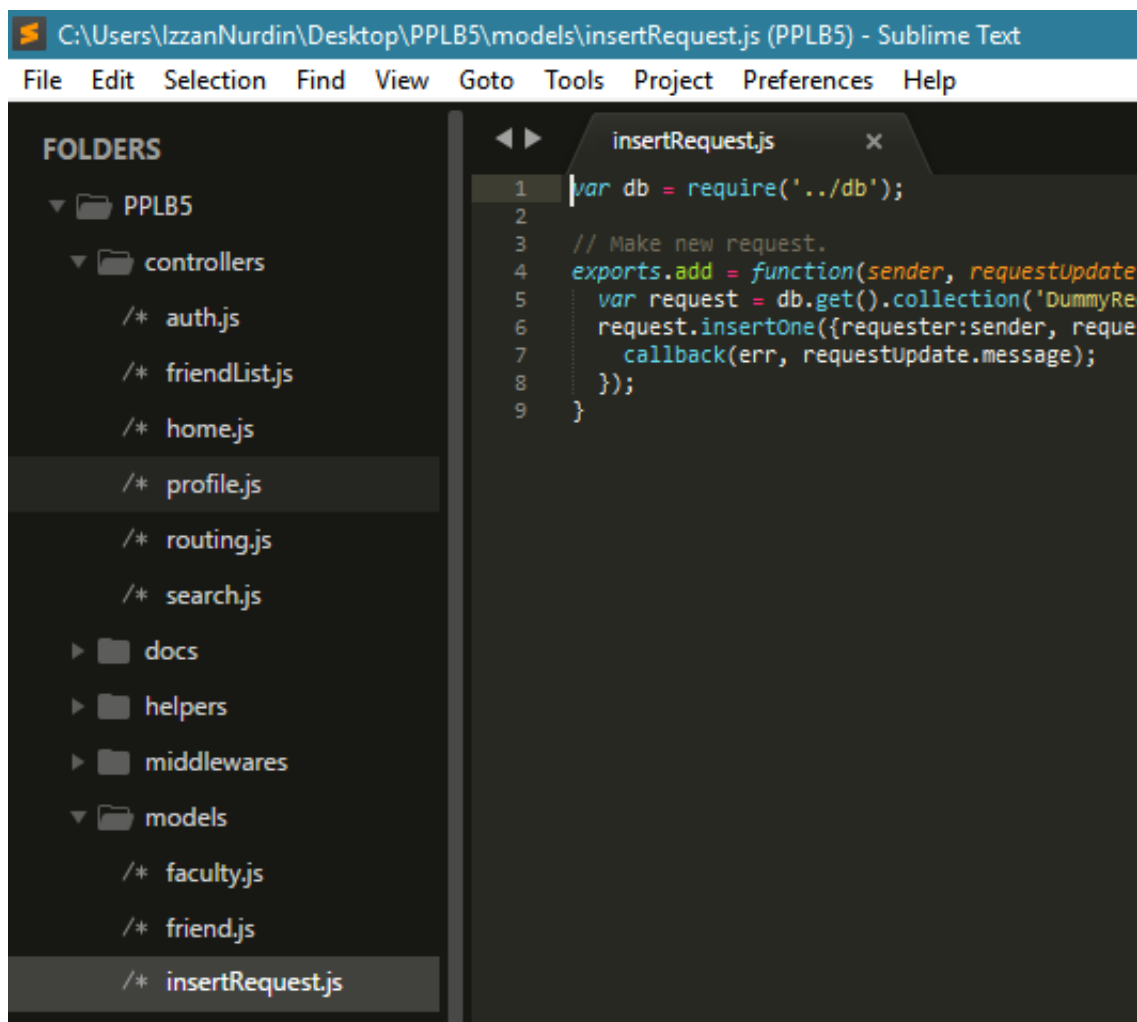 C:\Users\IzzanNurdin\Desktop\PPLB5\models\insertRequest.js (PPLB5) - Sublime Text
File Edit Selection Find View Goto Tools Project Preferences Help
FOLDERS
PPLB5
controllers
/* auth.js
/* friendList.js
/* home.js
/* profile.js
/* routing.js
/* search.js
docs
helpers
middlewares
models
/* faculty.js
/* friend.js
/* insertRequest.js
insertRequest.js ×
1 var db = require('../db');
2
3 // Make new request.
4 exports.add = function(sender, requestUpdate
5 var request = db.get().collection('DummyRe
6 request.insertOne({requester:sender, reque
7 callback(err, requestUpdate.message);
8 });
9 }